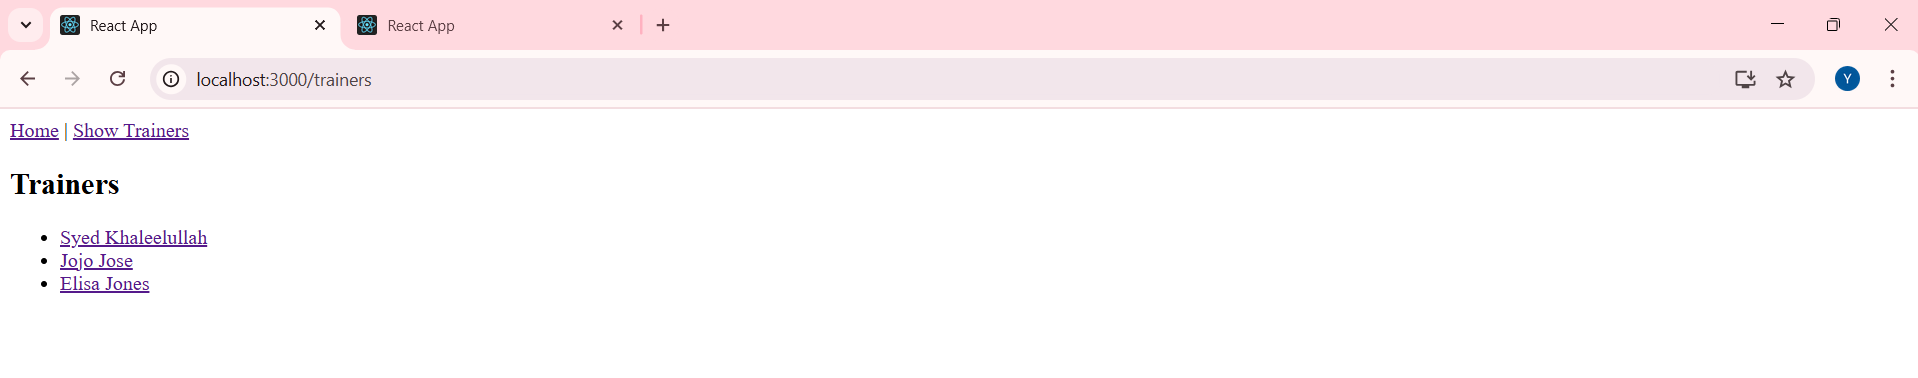 React App
React App
localhost:3000/trainers
Y
Home | Show Trainers
Trainers
Syed Khaleelullah
Jojo Jose
Elisa Jones